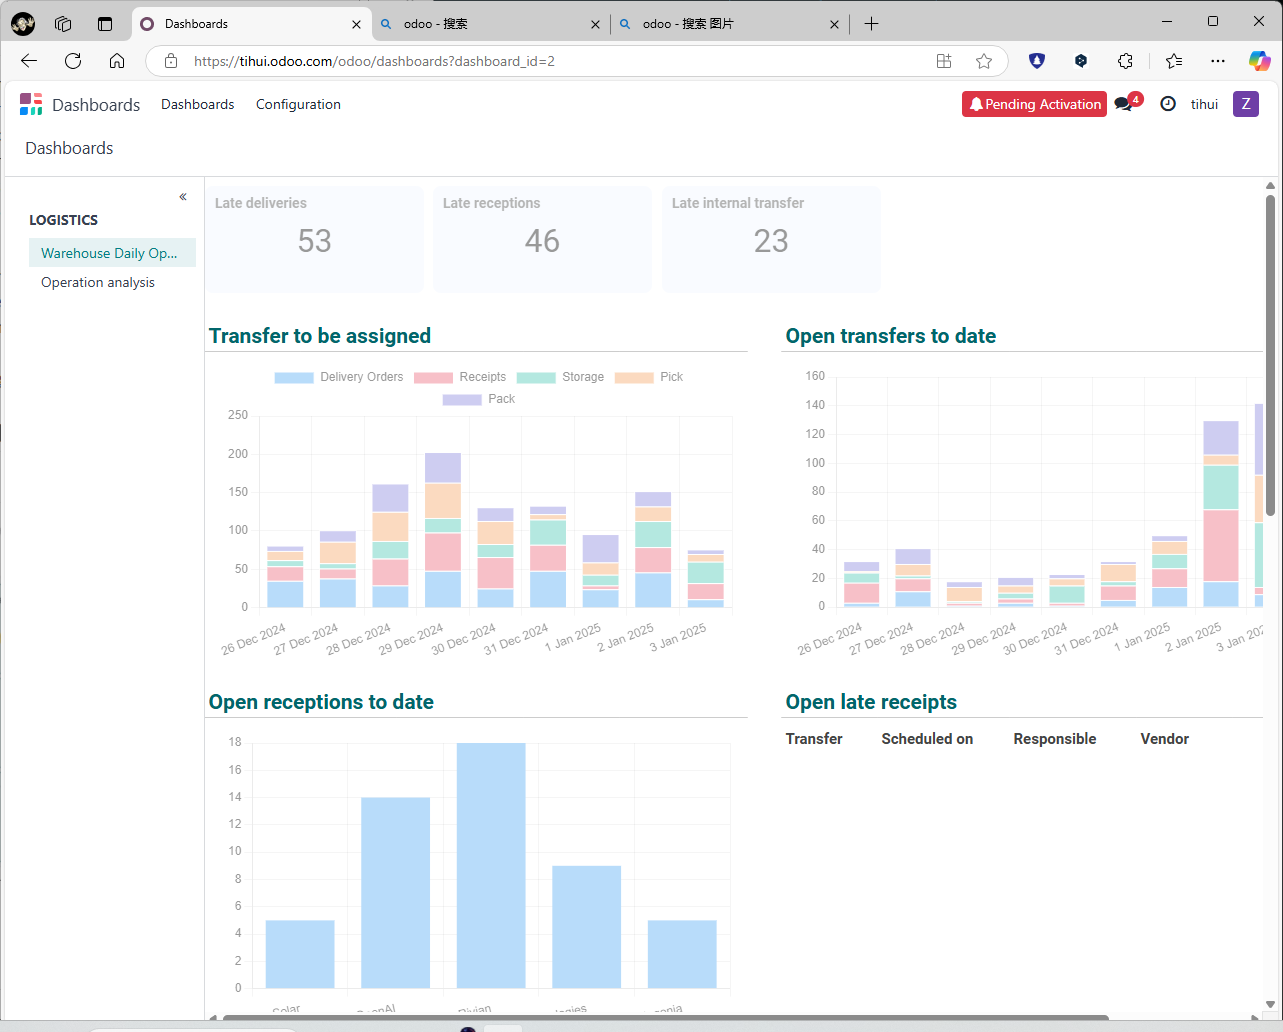 Dashboards
odoo - 搜索
odoo - 搜索 图片
https://tihui.odoo.com/odoo/dashboards?dashboard_id=2
Dashboards
Dashboards
Configuration
Pending Activation
4
tihui
Z
Dashboards
«
LOGISTICS
Warehouse Daily Op...
Operation analysis
Late deliveries
53
Late receptions
46
Late internal transfer
23
Transfer to be assigned
Delivery Orders
Receipts
Storage
Pick
Pack
250
200
150
100
50
0
26 Dec 2024
27 Dec 2024
28 Dec 2024
29 Dec 2024
30 Dec 2024
31 Dec 2024
1 Jan 2025
2 Jan 2025
3 Jan 2025
Open transfers to date
160
140
120
100
80
60
40
20
0
26 Dec 2024
27 Dec 2024
28 Dec 2024
29 Dec 2024
30 Dec 2024
31 Dec 2024
1 Jan 2025
2 Jan 2025
3 Jan 202
Open receptions to date
18
16
14
12
10
8
6
4
2
0
Open late receipts
Transfer
Scheduled on
Responsible
Vendor